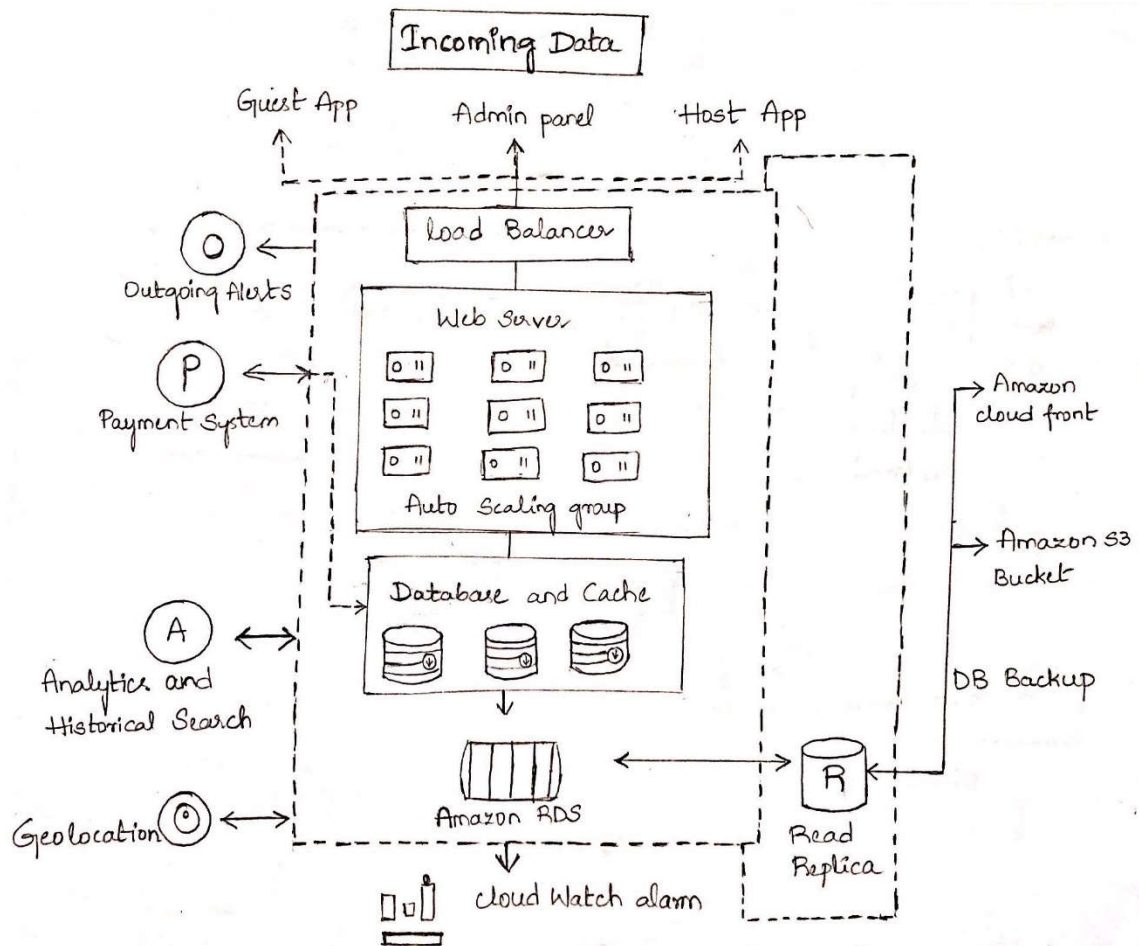 Incoming Data
Guest App
Admin panel
Host App
Load Balancer
O
Outgoing Alerts
Web Server
P
Payment System
Auto Scaling group
Amazon
cloud front
Amazon S3
Bucket
Database and Cache
A
Analytics and
Historical Search
DB Backup
R
Amazon RDS
Geolocation
Read
Replica
cloud Watch alarm